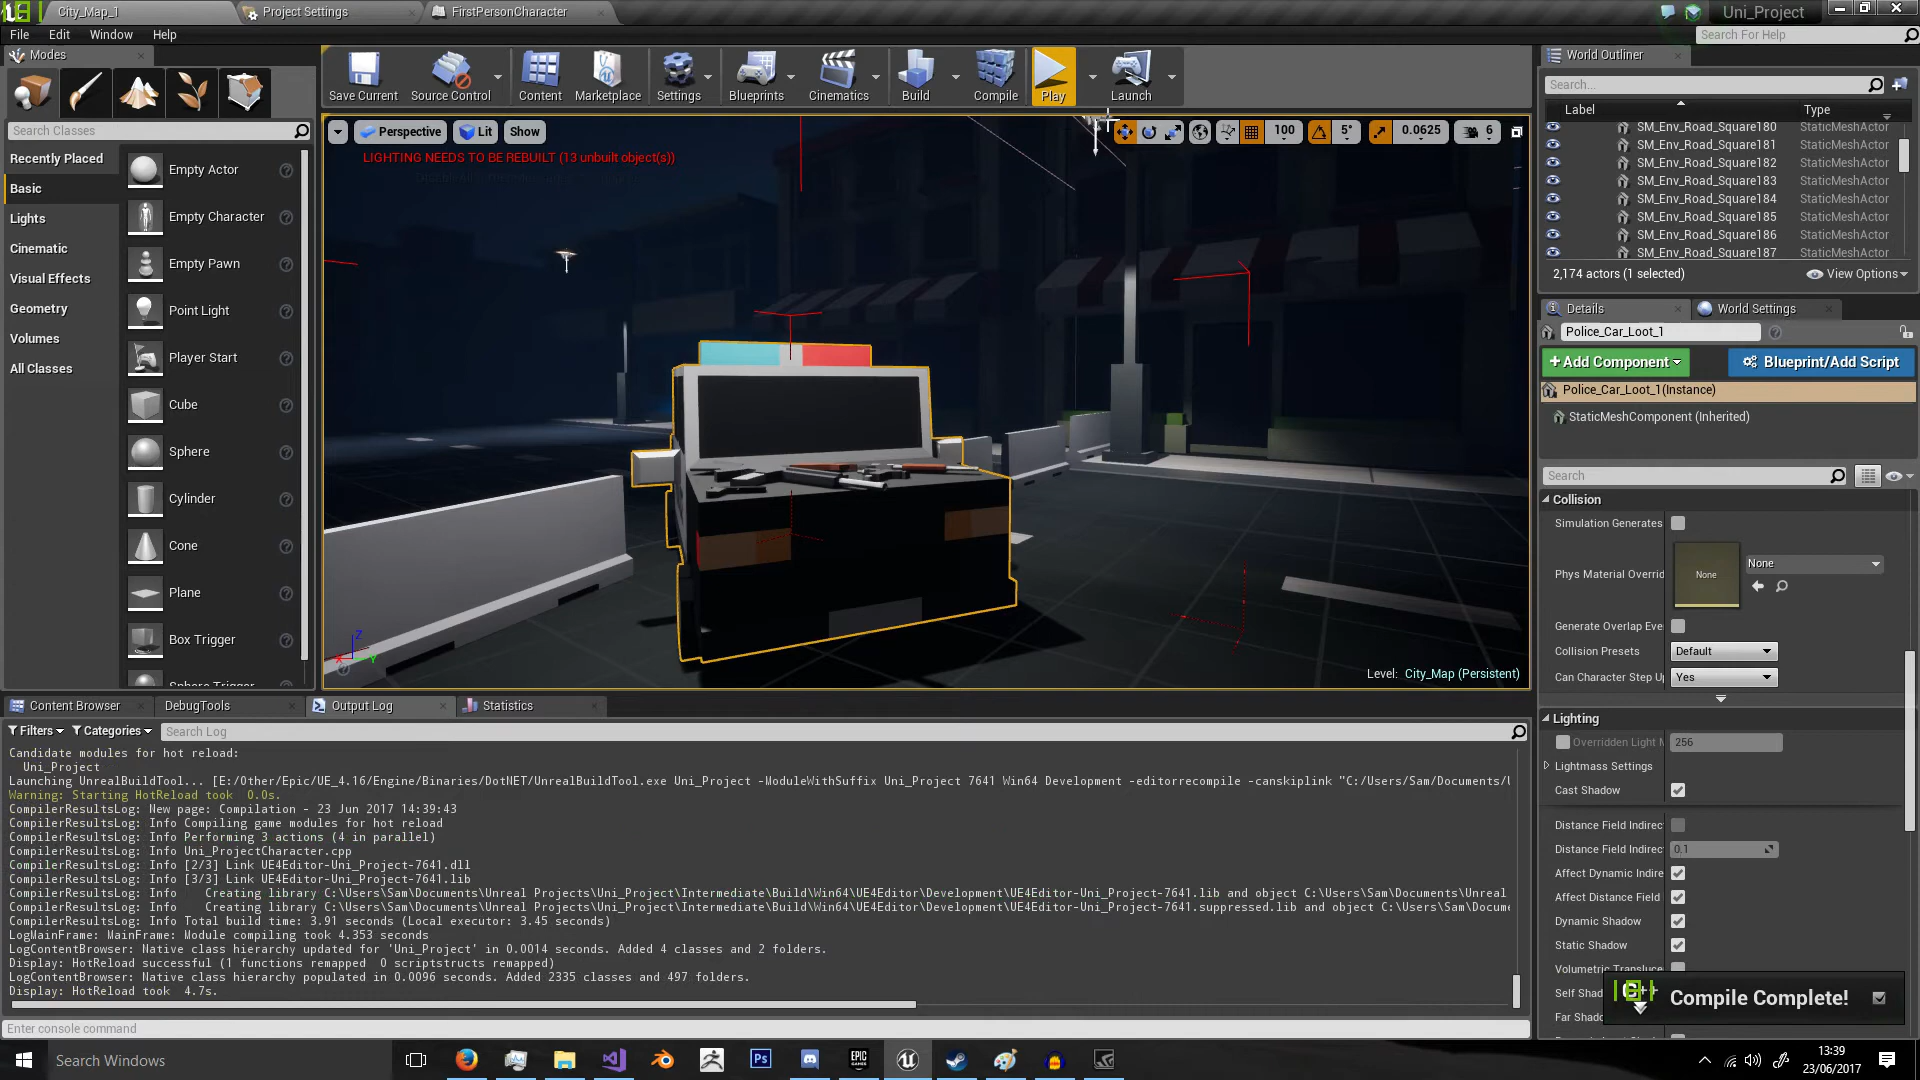 City_Map_1
Project Settings
FirstPersonCharacter
Uni_Project
File Edit Window Help
Search For Help
Modes
Save Current
Source Control
Content
Marketplace
Settings
Blueprints
Cinematics
Build
Compile
Play
Launch
World Outliner
Search...
Label Type
Search Classes
Recently Placed
Basic
Lights
Cinematic
Visual Effects
Geometry
Volumes
All Classes
Empty Actor
Empty Character
Empty Pawn
Point Light
Player Start
Cube
Sphere
Cylinder
Cone
Plane
Box Trigger
Sphere Trigger
Perspective
Lit
Show
100
5°
0.0625
6
LIGHTING NEEDS TO BE REBUILT (13 unbuilt object(s))
Level: City_Map (Persistent)
SM_Env_Road_Square180 StaticMeshActor
SM_Env_Road_Square181 StaticMeshActor
SM_Env_Road_Square182 StaticMeshActor
SM_Env_Road_Square183 StaticMeshActor
SM_Env_Road_Square184 StaticMeshActor
SM_Env_Road_Square185 StaticMeshActor
SM_Env_Road_Square186 StaticMeshActor
SM_Env_Road_Square187 StaticMeshActor
2,174 actors (1 selected)
View Options
Details
World Settings
Police_Car_Loot_1
+Add Component
Blueprint/Add Script
Police_Car_Loot_1(Instance)
StaticMeshComponent (Inherited)
Search
Collision
Simulation Generates
Phys Material Overrid
None
None
Generate Overlap Eve
Collision Presets
Default
Can Character Step U
Yes
Lighting
Overridden Light M
256
Lightmass Settings
Cast Shadow
Distance Field Indirec
Distance Field Indirec
0.1
Affect Dynamic Indire
Affect Distance Field
Dynamic Shadow
Static Shadow
Volumetric Transluce
Self Shad
Far Shado
Compile Complete!
Content Browser
DebugTools
Output Log
Statistics
Filters
Categories
Search Log
Candidate modules for hot reload:
Uni_Project
Launching UnrealBuildTool... [E:/Other/Epic/UE_4.16/Engine/Binaries/DotNET/UnrealBuildTool.exe Uni_Project -ModuleWithSuffix Uni_Project 7641 Win64 Development -editorrecompile -canskiplink "C:/Users/Sam/Documents/U
Warning: Starting HotReload took 0.0s.
CompilerResultsLog: New page: Compilation - 23 Jun 2017 14:39:43
CompilerResultsLog: Info Compiling game modules for hot reload
CompilerResultsLog: Info Performing 3 actions (4 in parallel)
CompilerResultsLog: Info Uni_ProjectCharacter.cpp
CompilerResultsLog: Info [2/3] Link UE4Editor-Uni_Project-7641.dll
CompilerResultsLog: Info [3/3] Link UE4Editor-Uni_Project-7641.lib
CompilerResultsLog: Info Creating library C:\Users\Sam\Documents\Unreal Projects\Uni_Project\Intermediate\Build\Win64\UE4Editor\Development\UE4Editor-Uni_Project-7641.lib and object C:\Users\Sam\Documents\Unreal
CompilerResultsLog: Info Creating library C:\Users\Sam\Documents\Unreal Projects\Uni_Project\Intermediate\Build\Win64\UE4Editor\Development\UE4Editor-Uni_Project-7641.suppressed.lib and object C:\Users\Sam\Docume
CompilerResultsLog: Info Total build time: 3.91 seconds (Local executor: 3.45 seconds)
LogMainFrame: MainFrame: Module compiling took 4.353 seconds
LogContentBrowser: Native class hierarchy updated for 'Uni_Project' in 0.0014 seconds. Added 4 classes and 2 folders.
Display: HotReload successful (1 functions remapped 0 scriptstructs remapped)
LogContentBrowser: Native class hierarchy populated in 0.0096 seconds. Added 2335 classes and 497 folders.
Display: HotReload took 4.7s.
Enter console command
Search Windows
Ps
EPIC GAMES
13:39
23/06/2017